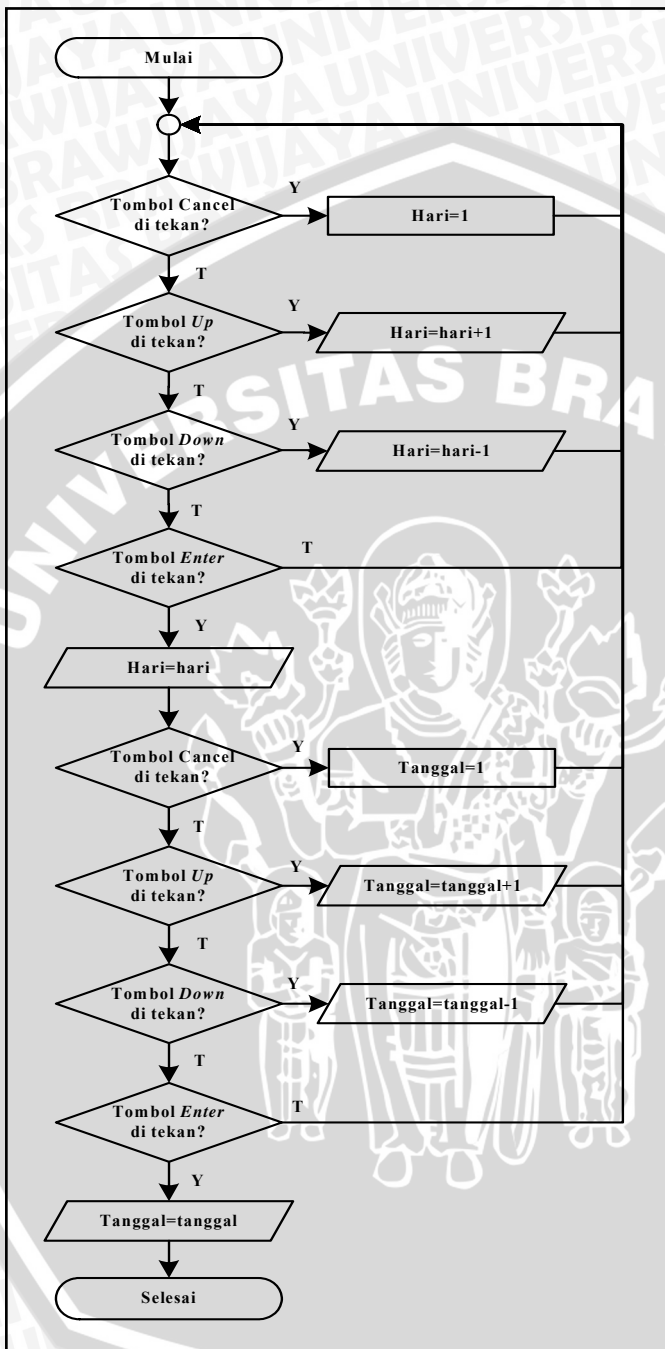 Mulai
Tombol Cancel
di tekan?
Y
Hari=1
T
Tombol Up
di tekan?
Y
Hari=hari+1
T
Tombol Down
di tekan?
Y
Hari=hari-1
T
Tombol Enter
di tekan?
T
Y
Hari=hari
Tombol Cancel
di tekan?
Y
Tanggal=1
T
Tombol Up
di tekan?
Y
Tanggal=tanggal+1
T
Tombol Down
di tekan?
Y
Tanggal=tanggal-1
T
Tombol Enter
di tekan?
T
Y
Tanggal=tanggal
Selesai
UNIVERSITAS BRA